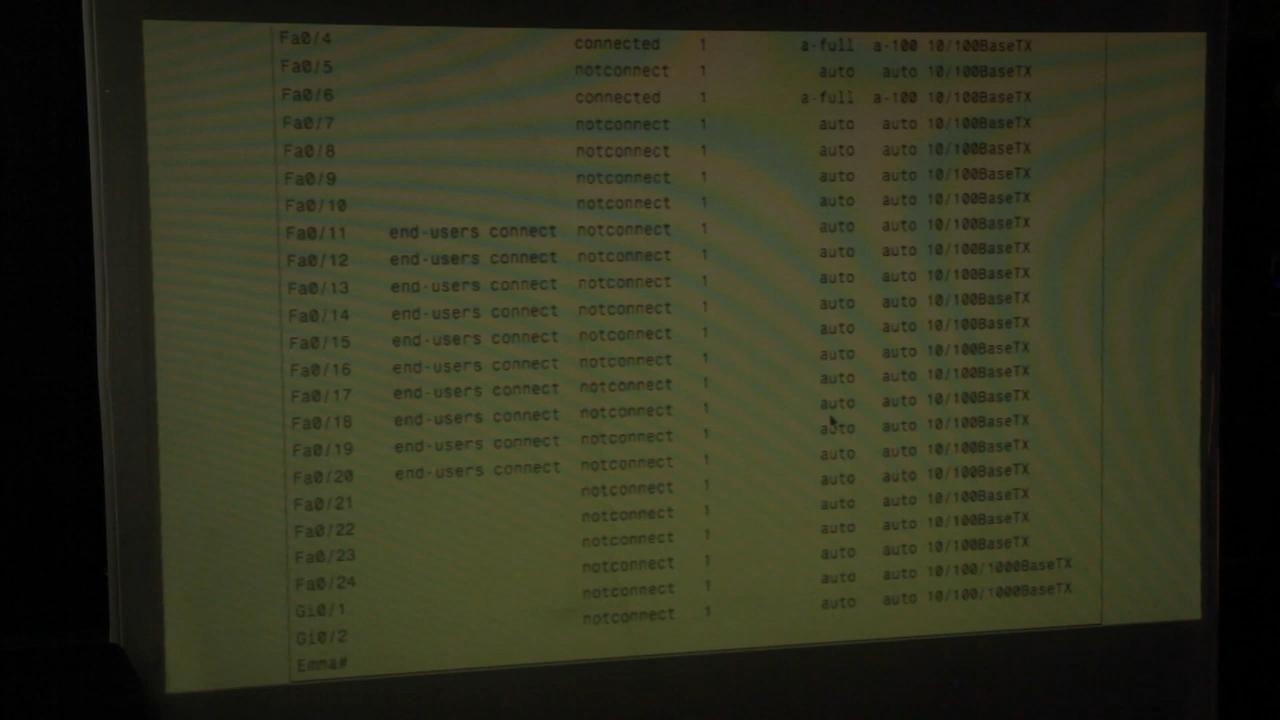 Fa0/4 connected 1 a-full a-100 10/100BaseTX
Fa0/5 notconnect 1 auto auto 10/100BaseTX
Fa0/6 connected 1 a-full a-100 10/100BaseTX
Fa0/7 notconnect 1 auto auto 10/100BaseTX
Fa0/8 notconnect 1 auto auto 10/100BaseTX
Fa0/9 notconnect 1 auto auto 10/100BaseTX
Fa0/10 notconnect 1 auto auto 10/100BaseTX
Fa0/11 end-users connect notconnect 1 auto auto 10/100BaseTX
Fa0/12 end-users connect notconnect 1 auto auto 10/100BaseTX
Fa0/13 end-users connect notconnect 1 auto auto 10/100BaseTX
Fa0/14 end-users connect notconnect 1 auto auto 10/100BaseTX
Fa0/15 end-users connect notconnect 1 auto auto 10/100BaseTX
Fa0/16 end-users connect notconnect 1 auto auto 10/100BaseTX
Fa0/17 end-users connect notconnect 1 auto auto 10/100BaseTX
Fa0/18 end-users connect notconnect 1 auto auto 10/100BaseTX
Fa0/19 end-users connect notconnect 1 auto auto 10/100BaseTX
Fa0/20 end-users connect notconnect 1 auto auto 10/100BaseTX
Fa0/21 notconnect 1 auto auto 10/100BaseTX
Fa0/22 notconnect 1 auto auto 10/100BaseTX
Fa0/23 notconnect 1 auto auto 10/100BaseTX
Fa0/24 notconnect 1 auto auto 10/100BaseTX
Gi0/1 notconnect 1 auto auto 10/100/1000BaseTX
Gi0/2 notconnect 1 auto auto 10/100/1000BaseTX
Emma#